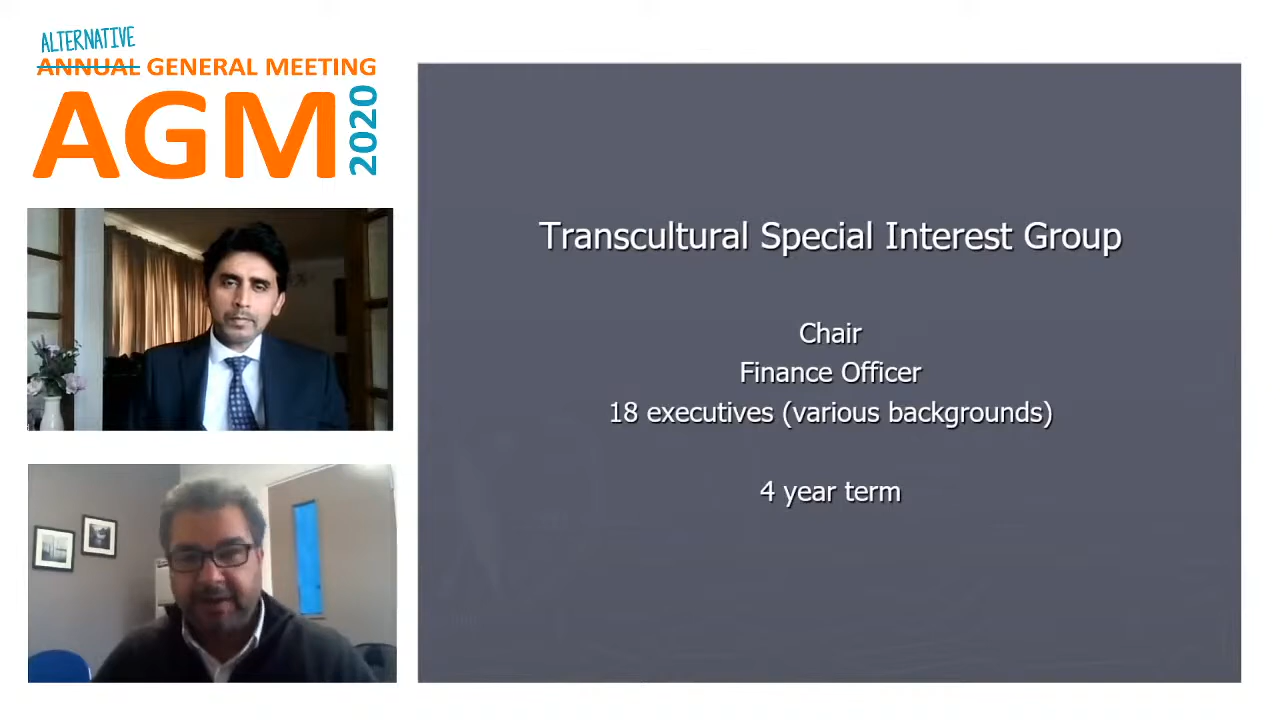 ALTERNATIVE
ANNUAL GENERAL MEETING
AGM 2020
Transcultural Special Interest Group
Chair
Finance Officer
18 executives (various backgrounds)
4 year term